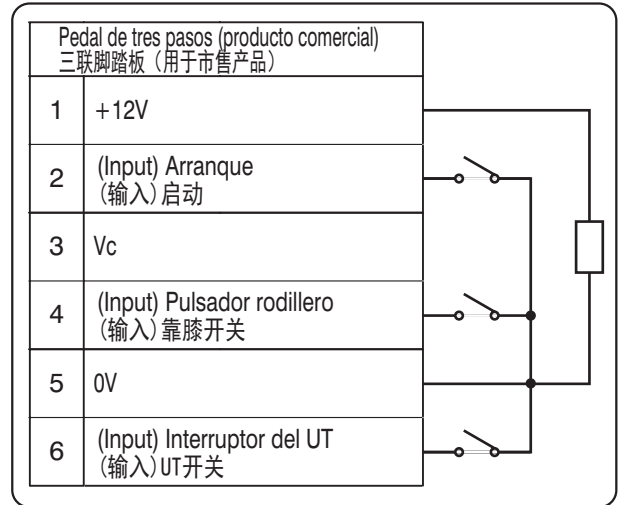 Pedal de tres pasos (producto comercial)
三联脚踏板（用于市售产品）
1 +12V
2 (Input) Arranque
(输入)启动
3 Vc
4 (Input) Pulsador rodillero
(输入)靠膝开关
5 0V
6 (Input) Interruptor del UT
(输入)UT开关